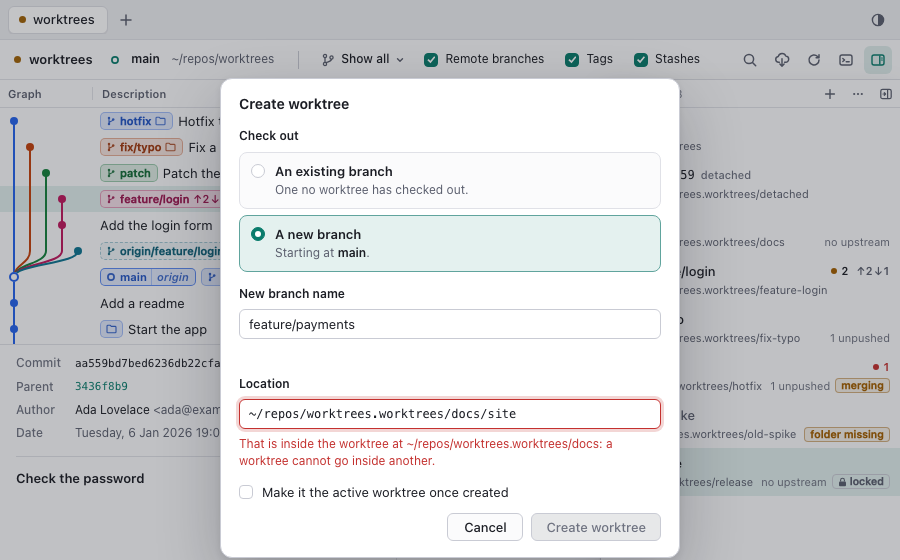 worktrees
worktrees main ~/repos/worktrees Show all Remote branches Tags Stashes
Graph Description
hotfix Hotfix
fix/typo Fix a
patch Patch the
feature/login ↑2↓
Add the login form
origin/feature/login
main origin
Add a readme
Start the app
Commit aa559bd7bed6236db22cfa
Parent 3436f8b9
Author Ada Lovelace <ada@exam
Date Tuesday, 6 Jan 2026 19:0
Check the password
Create worktree
Check out
An existing branch
One no worktree has checked out.
A new branch
Starting at main.
New branch name
feature/payments
Location
~/repos/worktrees.worktrees/docs/site
That is inside the worktree at ~/repos/worktrees.worktrees/docs: a
worktree cannot go inside another.
Make it the active worktree once created
Cancel Create worktree
rees
59 detached
rees.worktrees/detached
rees.worktrees/docs no upstream
/login 2 ↑2↓1
rees.worktrees/feature-login
rees.worktrees/fix-typo 1 unpushed
1
worktrees/hotfix 1 unpushed merging
ike
es.worktrees/old-spike folder missing
ktrees/release no upstream locked